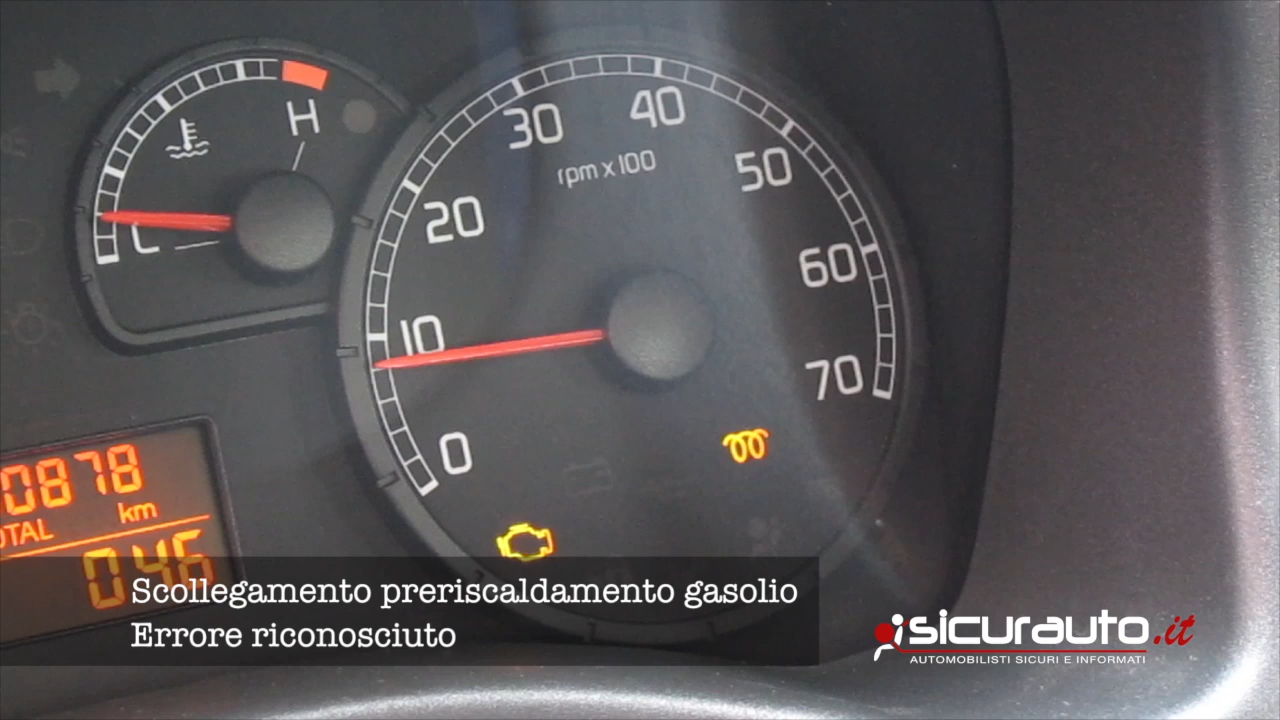 H
C
30
40
rpm x 100
50
20
60
10
70
0
0878
km
046
Scollegamento preriscaldamento gasolio
Errore riconosciuto
sicurauto.it
AUTOMOBILISTI SICURI E INFORMATI